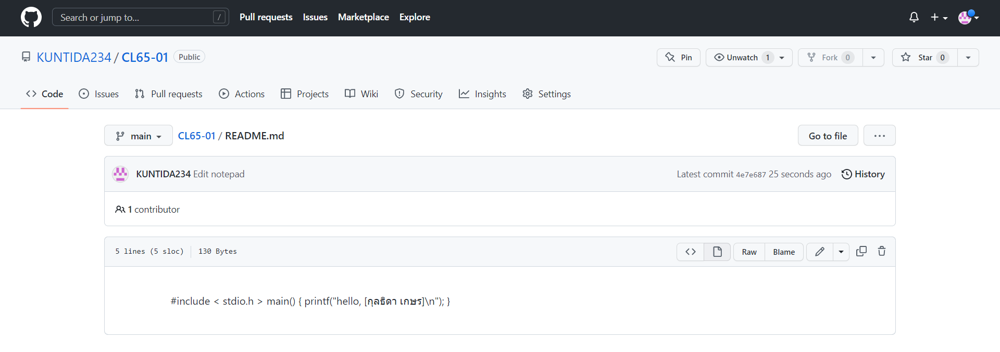 Search or jump to... /
Pull requests Issues Marketplace Explore
KUNTIDA234 / CL65-01 Public
Pin Unwatch 1 Fork 0 Star 0
Code Issues Pull requests Actions Projects Wiki Security Insights Settings
main CL65-01 / README.md Go to file ...
KUNTIDA234 Edit notepad Latest commit 4e7e687 25 seconds ago History
1 contributor
5 lines (5 sloc) 130 Bytes Raw Blame
#include < stdio.h > main() { printf("hello, [กุลธิดา เกษร]\n"); }